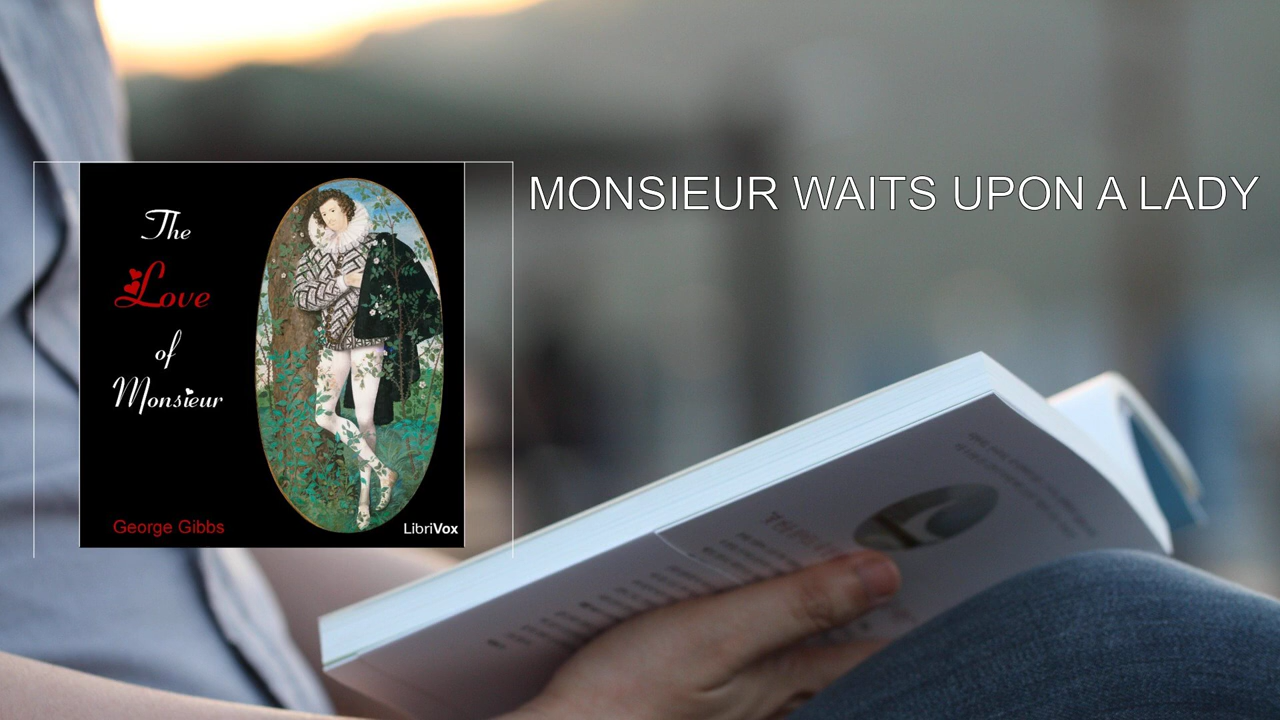 The
Love
of
Monsieur
George Gibbs
LibriVox
MONSIEUR WAITS UPON A LADY